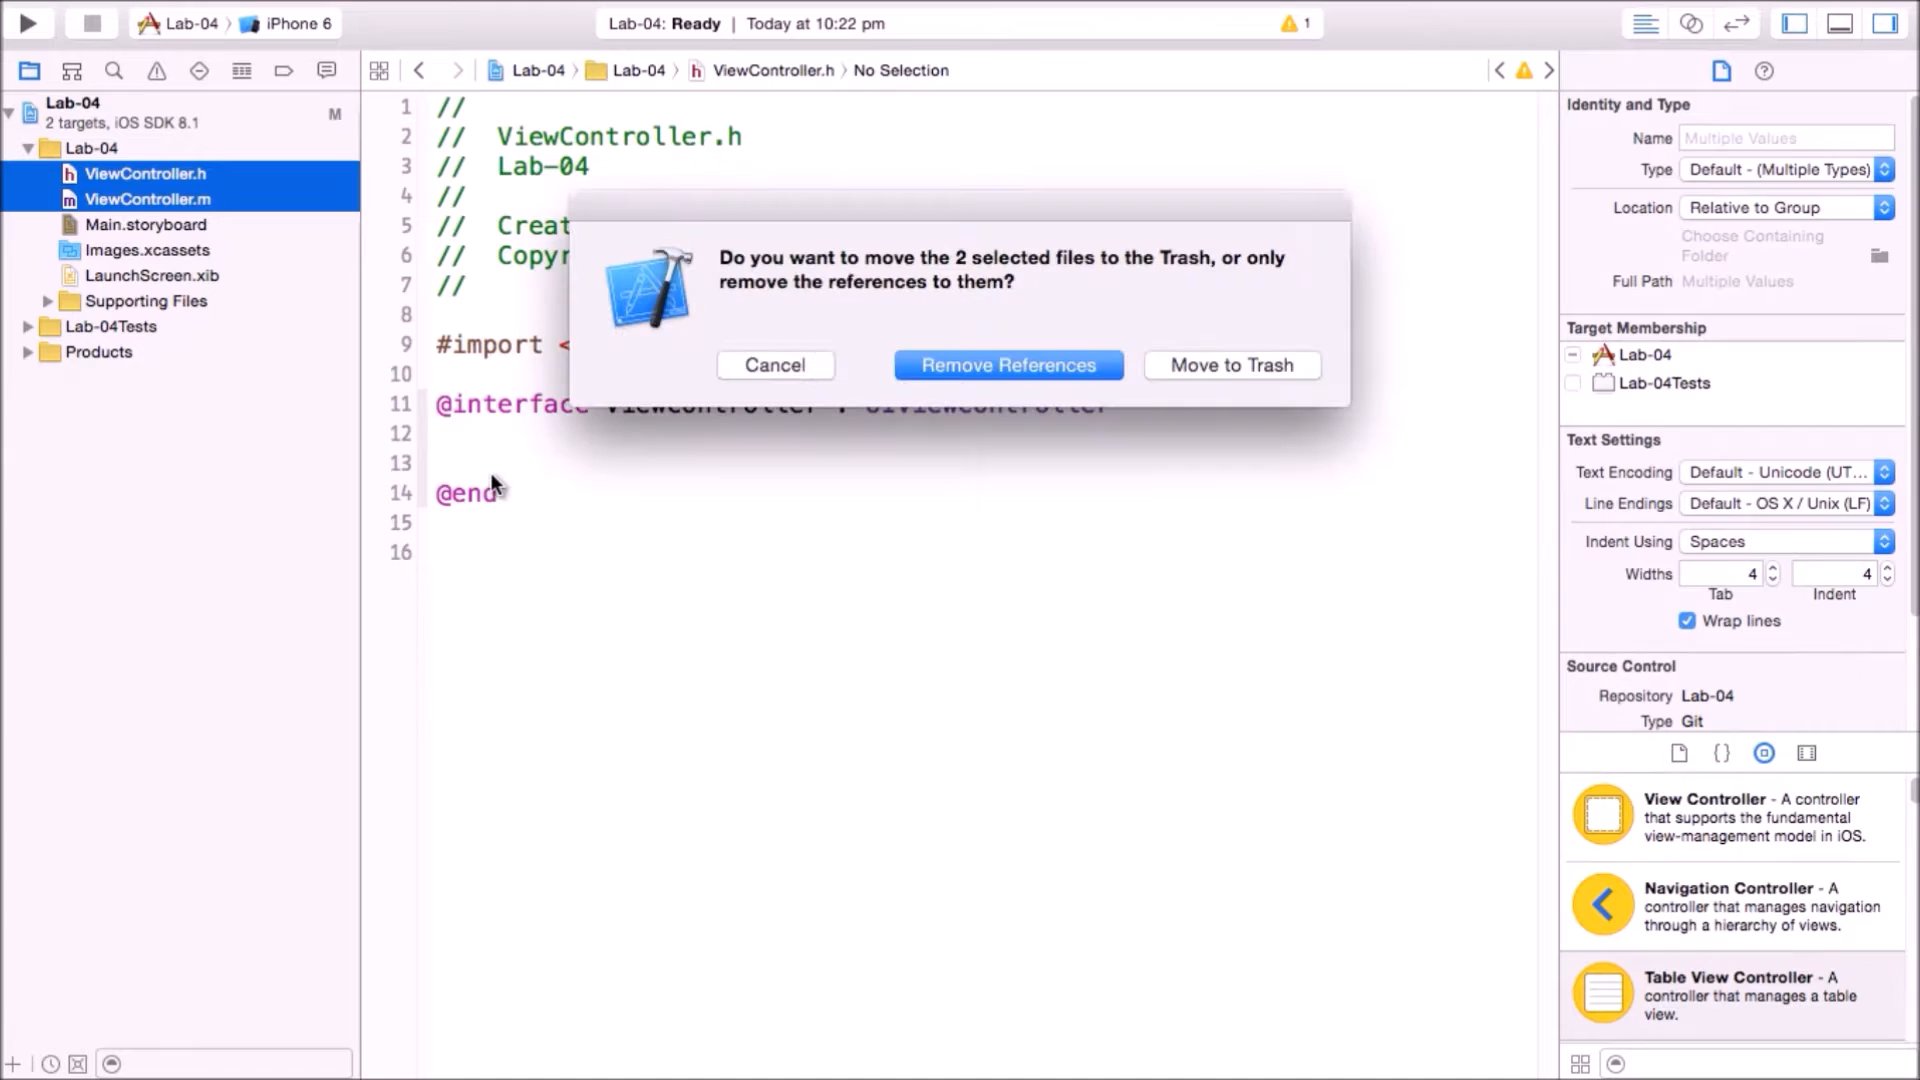 Lab-04 iPhone 6
Lab-04: Ready Today at 10:22 pm 1
Lab-04 Lab-04 h ViewController.h No Selection
Lab-04
2 targets, iOS SDK 8.1
M
Lab-04
h ViewController.h
m ViewController.m
Main.storyboard
Images.xcassets
LaunchScreen.xib
Supporting Files
Lab-04Tests
Products
1 //
2 // ViewController.h
3 // Lab-04
4 //
5 // Creat
6 // Copyr
7 //
8
9 #import <
10
11 @interface ViewController : UIViewController
12
13
14 @end
15
16
Do you want to move the 2 selected files to the Trash, or only
remove the references to them?
Cancel Remove References Move to Trash
Identity and Type
Name Multiple Values
Type Default - (Multiple Types)
Location Relative to Group
Choose Containing
Folder
Full Path Multiple Values
Target Membership
Lab-04
Lab-04Tests
Text Settings
Text Encoding Default - Unicode (UT...
Line Endings Default - OS X / Unix (LF)
Indent Using Spaces
Widths 4 4
Tab Indent
Wrap lines
Source Control
Repository Lab-04
Type Git
View Controller - A controller
that supports the fundamental
view-management model in iOS.
Navigation Controller - A
controller that manages navigation
through a hierarchy of views.
Table View Controller - A
controller that manages a table
view.